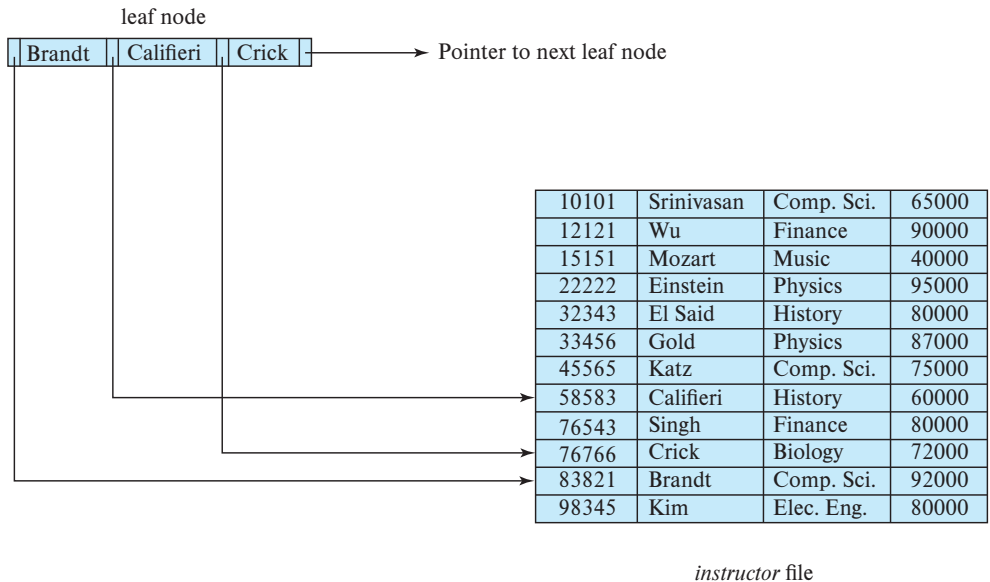 leaf node
Brandt Califieri Crick
Pointer to next leaf node
10101 Srinivasan Comp. Sci. 65000
12121 Wu Finance 90000
15151 Mozart Music 40000
22222 Einstein Physics 95000
32343 El Said History 80000
33456 Gold Physics 87000
45565 Katz Comp. Sci. 75000
58583 Califieri History 60000
76543 Singh Finance 80000
76766 Crick Biology 72000
83821 Brandt Comp. Sci. 92000
98345 Kim Elec. Eng. 80000
instructor file